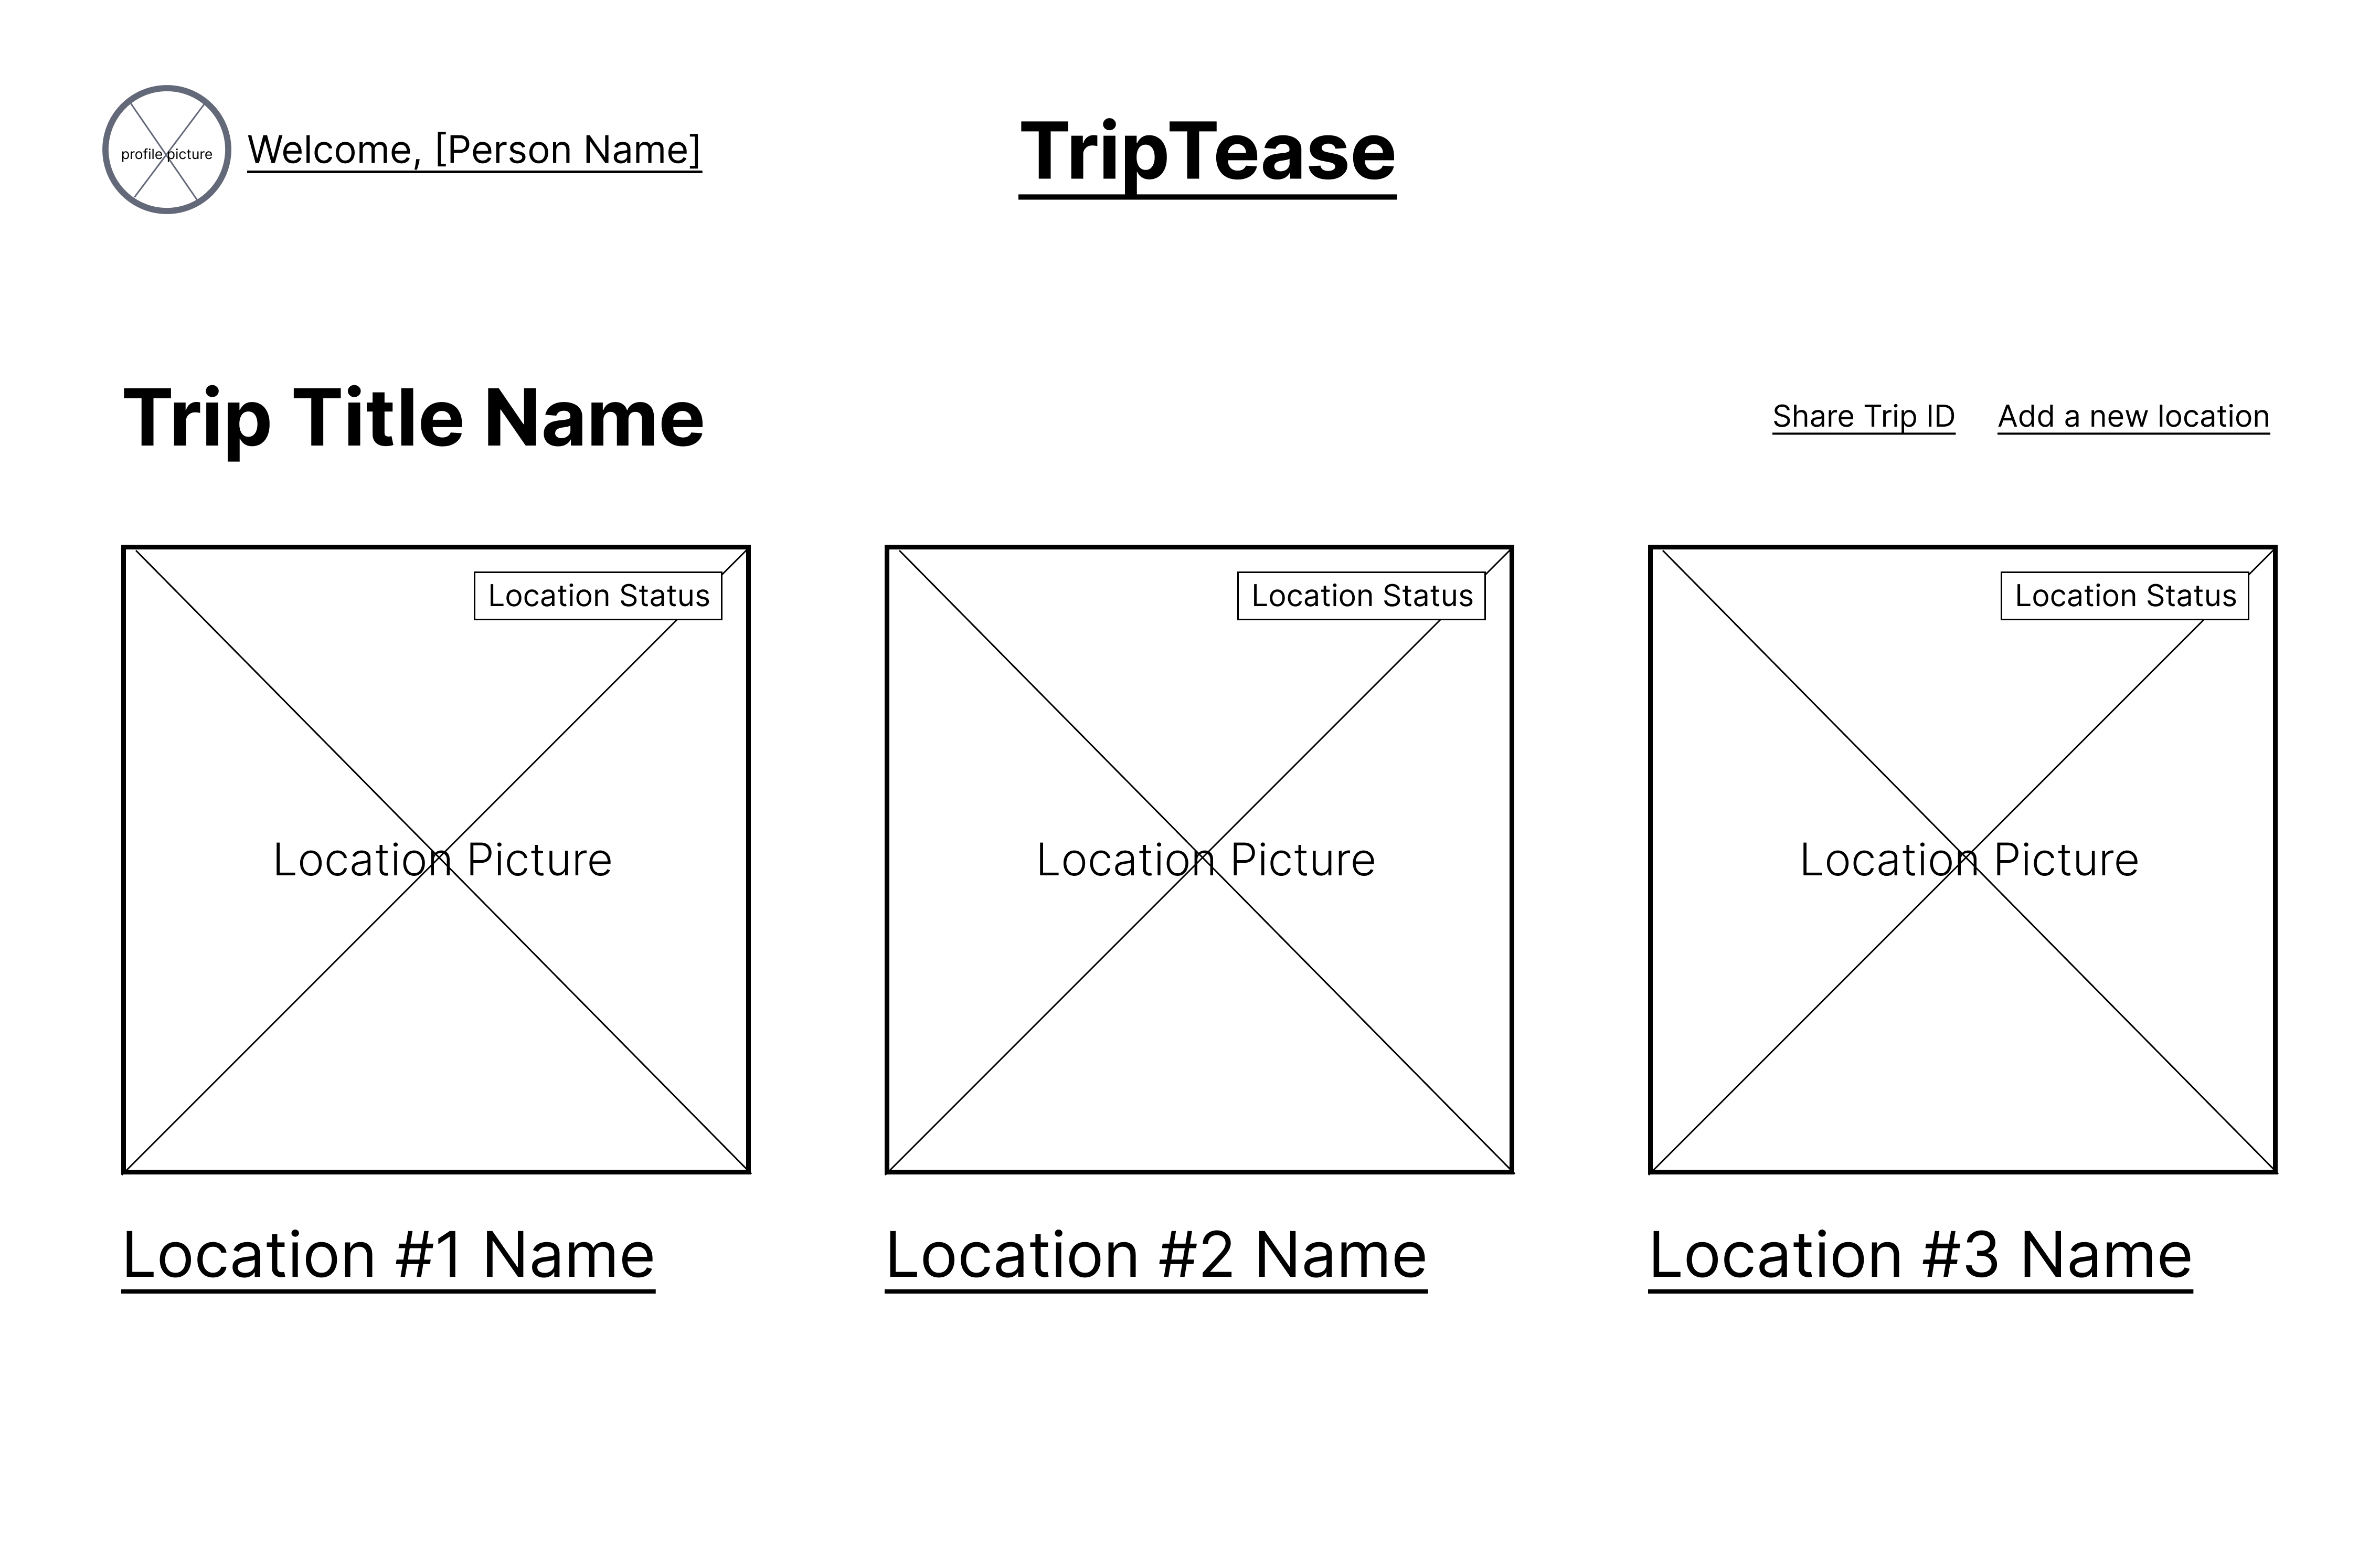 profile picture
Welcome, [Person Name]
TripTease
Trip Title Name
Share Trip ID
Add a new location
Location Status
Location Status
Location Status
Location Picture
Location Picture
Location Picture
Location #1 Name
Location #2 Name
Location #3 Name